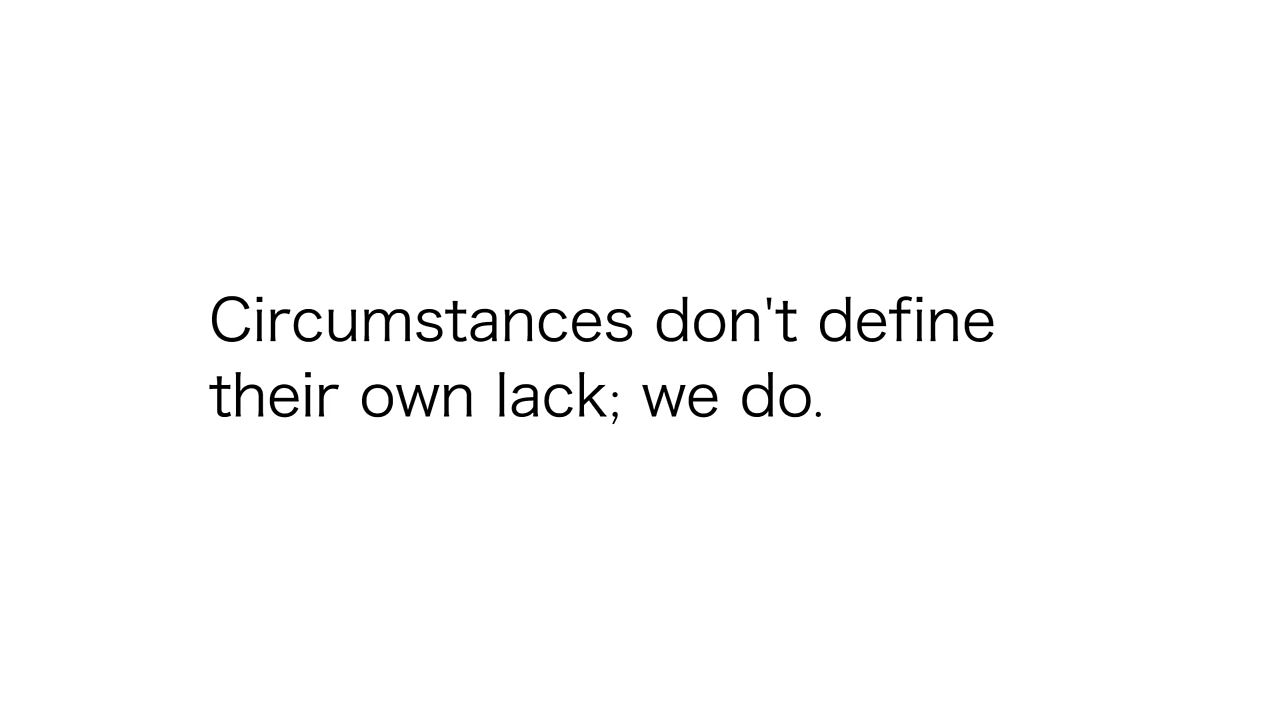 Circumstances don't define
their own lack; we do.